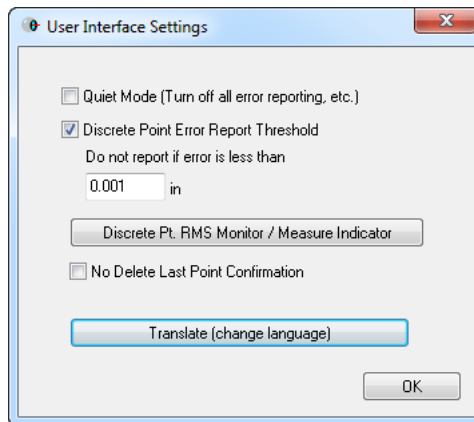 User Interface Settings
Quiet Mode (Turn off all error reporting, etc.)
Discrete Point Error Report Threshold
Do not report if error is less than
0.001 in
Discrete Pt. RMS Monitor / Measure Indicator
No Delete Last Point Confirmation
Translate (change language)
OK